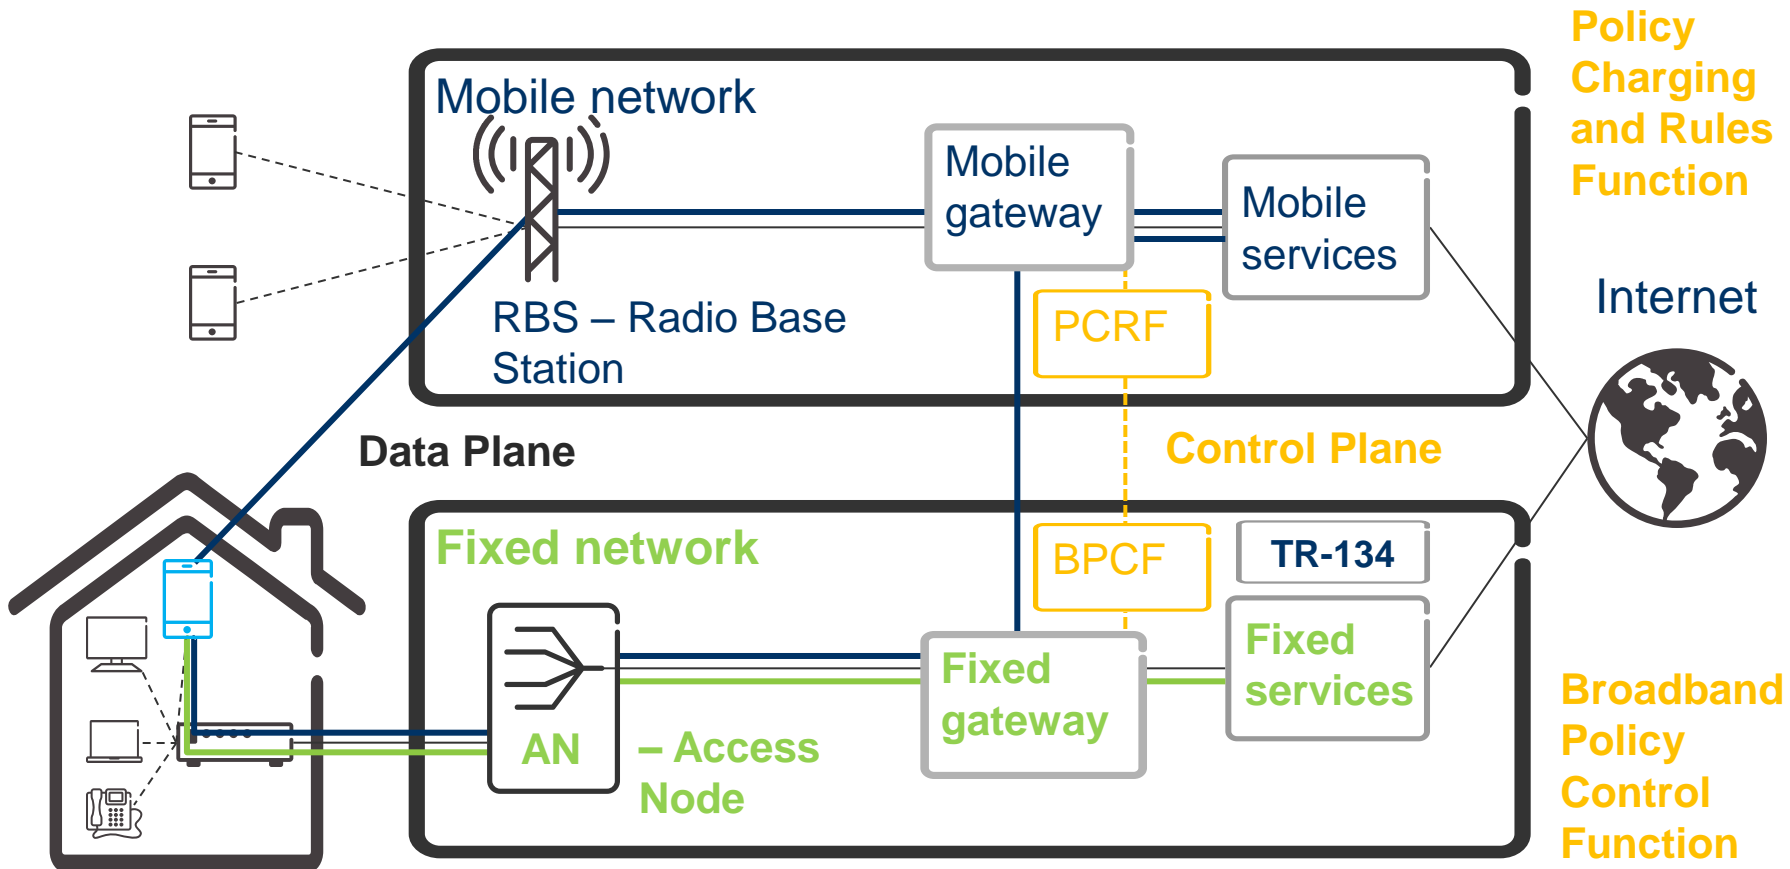 Policy
Charging
and Rules
Function
Mobile network
Mobile
gateway
Mobile
services
RBS – Radio Base
Station
PCRF
Internet
Data Plane
Control Plane
Fixed network
BPCF
TR-134
Fixed
gateway
Fixed
services
AN – Access
Node
Broadband
Policy
Control
Function